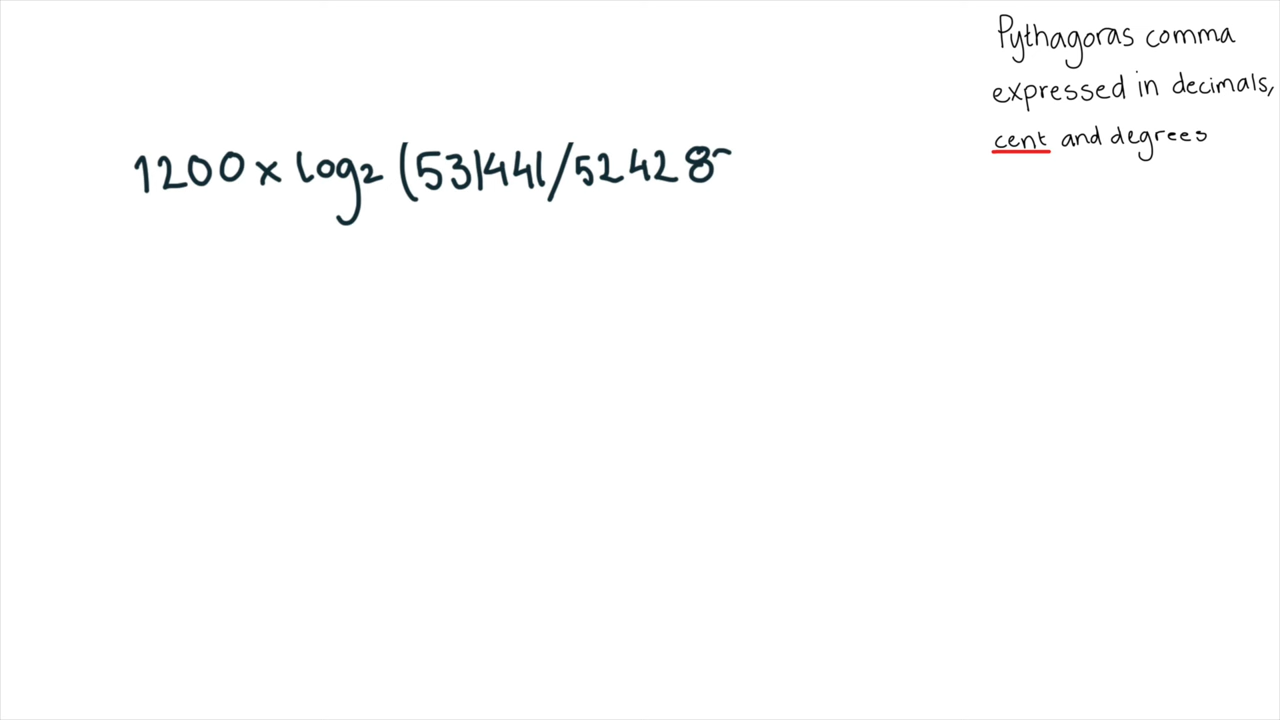 Pythagoras comma
expressed in decimals,
cent and degrees
1200 x log₂ (531441/52428